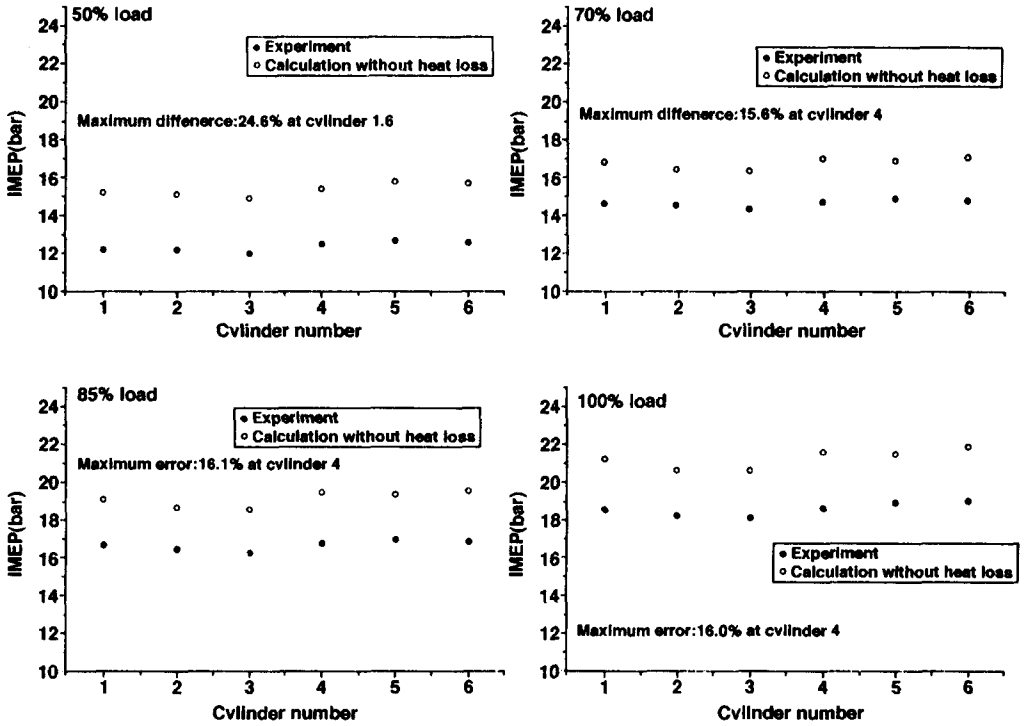 50% load
• Experiment
○ Calculation without heat loss
Maximum diffenerce:24.6% at cvlinder 1.6
IMEP(bar)
24
22
20
18
16
14
12
10
1 2 3 4 5 6
Cvlinder number
70% load
• Experiment
○ Calculation without heat loss
Maximum diffenerce:15.6% at cvlinder 4
IMEP(bar)
24
22
20
18
16
14
12
10
1 2 3 4 5 6
Cvlinder number
85% load
• Experiment
○ Calculation without heat loss
Maximum error:16.1% at cvlinder 4
IMEP(bar)
24
22
20
18
16
14
12
10
1 2 3 4 5 6
Cvlinder number
100% load
• Experiment
○ Calculation without heat loss
Maximum error:16.0% at cvlinder 4
IMEP(bar)
24
22
20
18
16
14
12
10
1 2 3 4 5 6
Cvlinder number